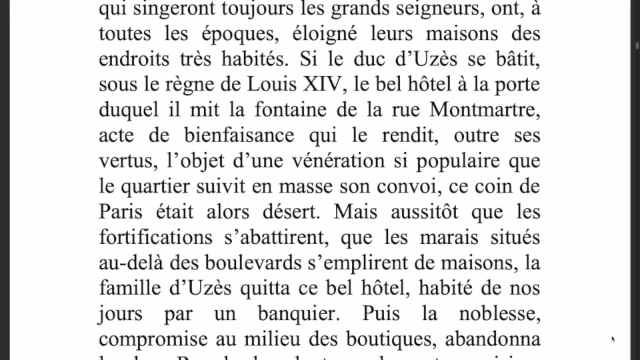 qui singeront toujours les grands seigneurs, ont, à
toutes les époques, éloigné leurs maisons des
endroits très habités. Si le duc d’Uzès se bâtit,
sous le règne de Louis XIV, le bel hôtel à la porte
duquel il mit la fontaine de la rue Montmartre,
acte de bienfaisance qui le rendit, outre ses
vertus, l’objet d’une vénération si populaire que
le quartier suivit en masse son convoi, ce coin de
Paris était alors désert. Mais aussitôt que les
fortifications s’abattirent, que les marais situés
au-delà des boulevards s’emplirent de maisons, la
famille d’Uzès quitta ce bel hôtel, habité de nos
jours par un banquier. Puis la noblesse,
compromise au milieu des boutiques, abandonna